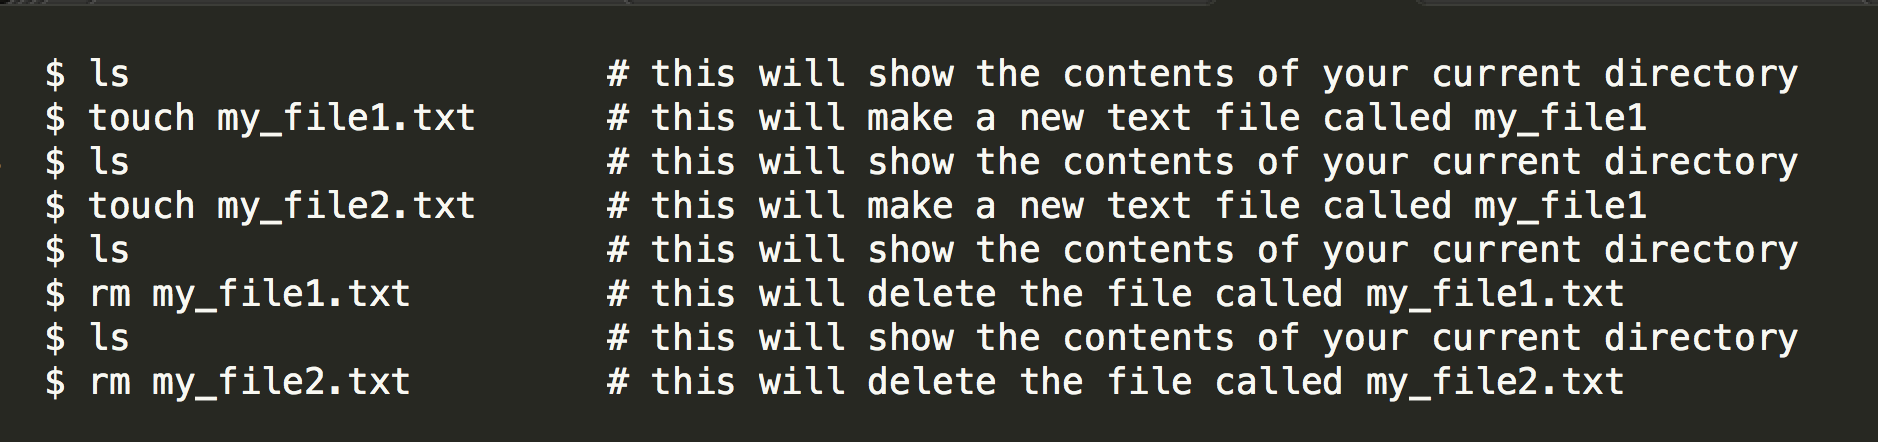 $ ls                      # this will show the contents of your current directory
$ touch my_file1.txt      # this will make a new text file called my_file1
$ ls                      # this will show the contents of your current directory
$ touch my_file2.txt      # this will make a new text file called my_file1
$ ls                      # this will show the contents of your current directory
$ rm my_file1.txt         # this will delete the file called my_file1.txt
$ ls                      # this will show the contents of your current directory
$ rm my_file2.txt         # this will delete the file called my_file2.txt